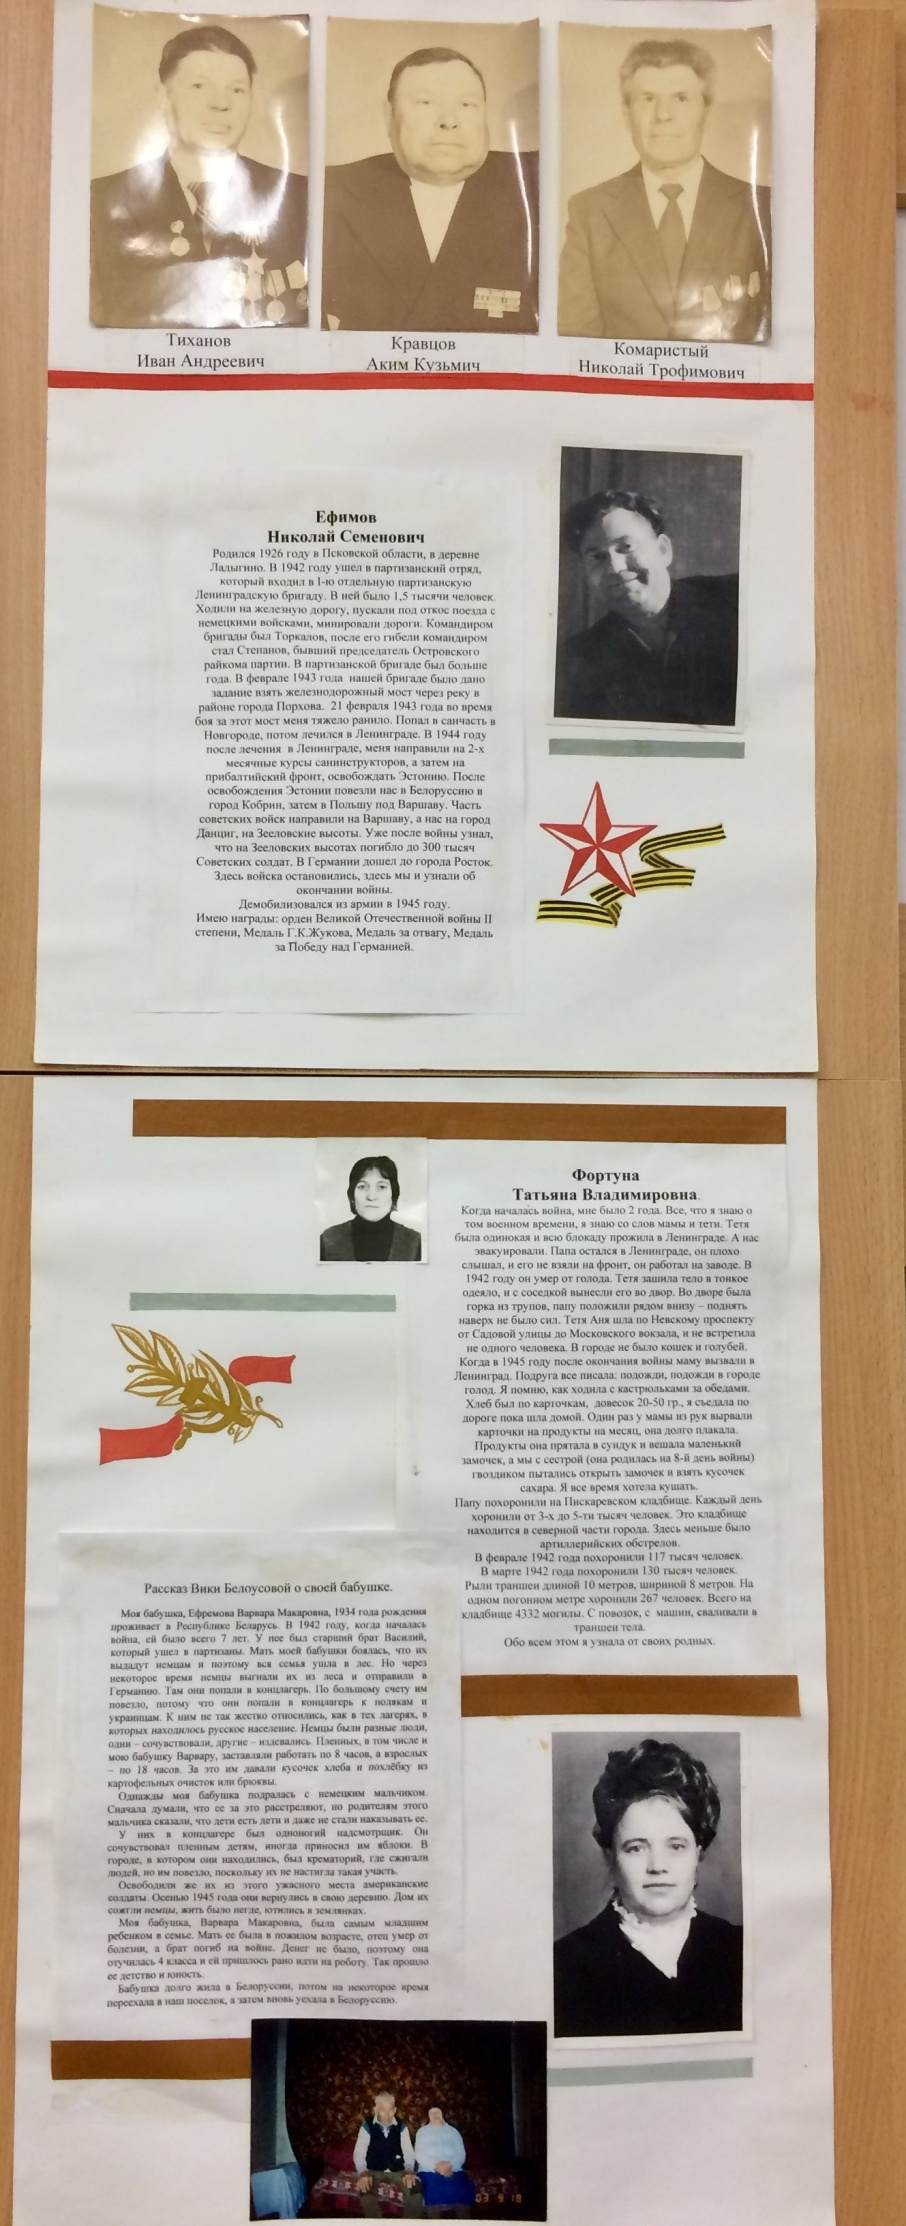 Тиханов
Иван Андреевич
Кравцов
Аким Кузьмич
Комаристый
Николай Трофимович
Ефимов
Николай Семенович
Родился 1926 году в Псковской области, в деревне
Ладыгино. В 1942 году ушел в партизанский отряд,
который входил в I-ю отдельную партизанскую
Ленинградскую бригаду. В ней было 1,5 тысячи человек.
Ходили на железную дорогу, пускали под откос поезда с
немецкими войсками, минировали дороги. Командиром
бригады был Торкалов, после его гибели командиром
стал Степанов, бывший председатель Островского
райкома партии. В партизанской бригаде был больше
года. В феврале 1943 года нашей бригаде было дано
задание взять железнодорожный мост через реку в
районе города Порхова. 21 февраля 1943 года во время
боя за этот мост меня тяжело ранило. Попал в санчасть в
Новгороде, потом лечился в Ленинграде. В 1944 году
после лечения в Ленинграде, меня направили на 2-х
месячные курсы санинструкторов, а затем на
прибалтийский фронт, освобождать Эстонию. После
освобождения Эстонии повезли нас в Белоруссию в
город Кобрин, затем в Польшу под Варшаву. Часть
советских войск направили на Варшаву, а нас на город
Данциг, на Зееловские высоты. Уже после войны узнал,
что на Зееловских высотах погибло до 300 тысяч
Советских солдат. В Германии дошел до города Росток.
Здесь войска остановились, здесь мы и узнали об
окончании войны.
Демобилизовался из армии в 1945 году.
Имею награды: орден Великой Отечественной войны II
степени, Медаль Г.К.Жукова, Медаль за отвагу, Медаль
за Победу над Германией.
Фортуна
Татьяна Владимировна.
Когда началась война, мне было 2 года. Все, что я знаю о
том военном времени, я знаю со слов мамы и тети. Тетя
была одинокая и всю блокаду прожила в Ленинграде. А нас
эвакуировали. Папа остался в Ленинграде, он плохо
слышал, и его не взяли на фронт, он работал на заводе. В
1942 году он умер от голода. Тетя зашила тело в тонкое
одеяло, и с соседкой вынесли его во двор. Во дворе была
горка из трупов, папу положили рядом внизу – поднять
наверх не было сил. Тетя Аня шла по Невскому проспекту
от Садовой улицы до Московского вокзала, и не встретила
не одного человека. В городе не было кошек и голубей.
Когда в 1945 году после окончания войны маму вызвали в
Ленинград. Подруга все писала: подожди, подожди в городе
голод. Я помню, как ходила с кастрюльками за обедами.
Хлеб был по карточкам, довесок 20-50 гр., я съедала по
дороге пока шла домой. Один раз у мамы из рук вырвали
карточки на продукты на месяц, она долго плакала.
Продукты она прятала в сундук и вешала маленький
замочек, а мы с сестрой (она родилась на 8-й день войны)
гвоздиком пытались открыть замочек и взять кусочек
сахара. Я все время хотела кушать.
Папу похоронили на Пискаревском кладбище. Каждый день
хоронили от 3-х до 5-ти тысяч человек. Это кладбище
находится в северной части города. Здесь меньше было
артиллерийских обстрелов.
В феврале 1942 года похоронили 117 тысяч человек.
В марте 1942 года похоронили 130 тысяч человек.
Рыли траншеи длиной 10 метров, шириной 8 метров. На
одном погонном метре хоронили 267 человек. Всего на
кладбище 4332 могилы. С повозок, с машин, сваливали в
траншеи тела.
Обо всем этом я узнала от своих родных.
Рассказ Вики Белоусовой о своей бабушке.
Моя бабушка, Ефремова Варвара Макаровна, 1934 года рождения
проживает в Республике Беларусь. В 1942 году, когда началась
война, ей было всего 7 лет. У нее был старший брат Василий,
который ушел в партизаны. Мать моей бабушки боялась, что их
выдадут немцам и поэтому вся семья ушла в лес. Но через
некоторое время немцы выгнали их из леса и отправили в
Германию. Там они попали в концлагерь. По большому счету им
повезло, потому что они попали в концлагерь к полякам и
украинцам. К ним не так жестко относились, как в тех лагерях, в
которых находилось русское население. Немцы были разные люди,
одни – сочувствовали, другие – издевались. Пленных, в том числе и
мою бабушку Варвару, заставляли работать по 8 часов, а взрослых
– по 18 часов. За это им давали кусочек хлеба и похлёбку из
картофельных очисток или брюквы.
Однажды моя бабушка подралась с немецким мальчиком.
Сначала думали, что ее за это расстреляют, но родителям этого
мальчика сказали, что дети есть дети и даже не стали наказывать ее.
У них в концлагере был одноногий надсмотрщик. Он
сочувствовал пленным детям, иногда приносил им яблоки. В
городе, в котором они находились, был крематорий, где сжигали
людей, но им повезло, поскольку их не настигла такая участь.
Освободили же их из этого ужасного места американские
солдаты. Осенью 1945 года они вернулись в свою деревню. Дом их
сожгли немцы, жить было негде, ютились в землянках.
Моя бабушка, Варвара Макаровна, была самым младшим
ребенком в семье. Мать ее была в пожилом возрасте, отец умер от
болезни, а брат погиб на войне. Денег не было, поэтому она
отучилась 4 класса и ей пришлось рано идти на роботу. Так прошло
ее детство и юность.
Бабушка долго жила в Белоруссии, потом на некоторое время
переехала в наш поселок, а затем вновь уехала в Белоруссию.
03 9 18